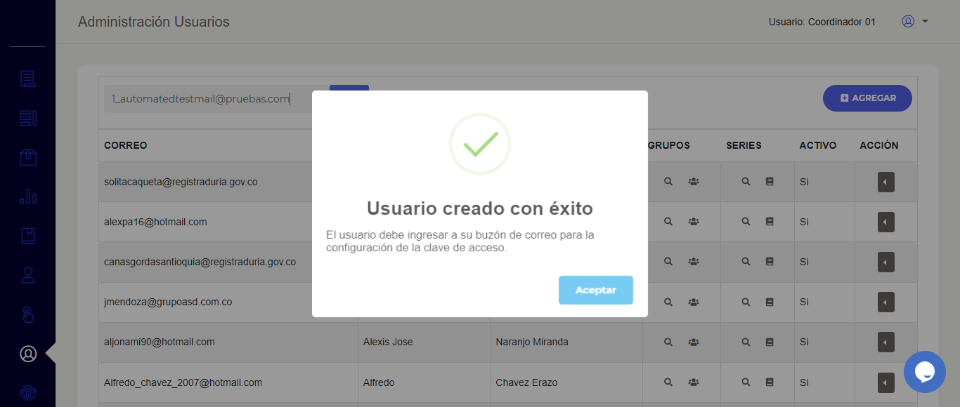 Administración Usuarios
Usuario: Coordinador 01
1_automatedtestmail@pruebas.com
AGREGAR
CORREO GRUPOS SERIES ACTIVO ACCIÓN
solitacaqueta@registraduria.gov.co Si
alexpa16@hotmail.com Si
canasgordasantioquia@registraduria.gov.co Si
jmendoza@grupoasd.com.co Si
aljonami90@hotmail.com Alexis Jose Naranjo Miranda Si
Alfredo_chavez_2007@hotmail.com Alfredo Chavez Erazo Si
Usuario creado con éxito
El usuario debe ingresar a su buzón de correo para la
configuración de la clave de acceso.
Aceptar